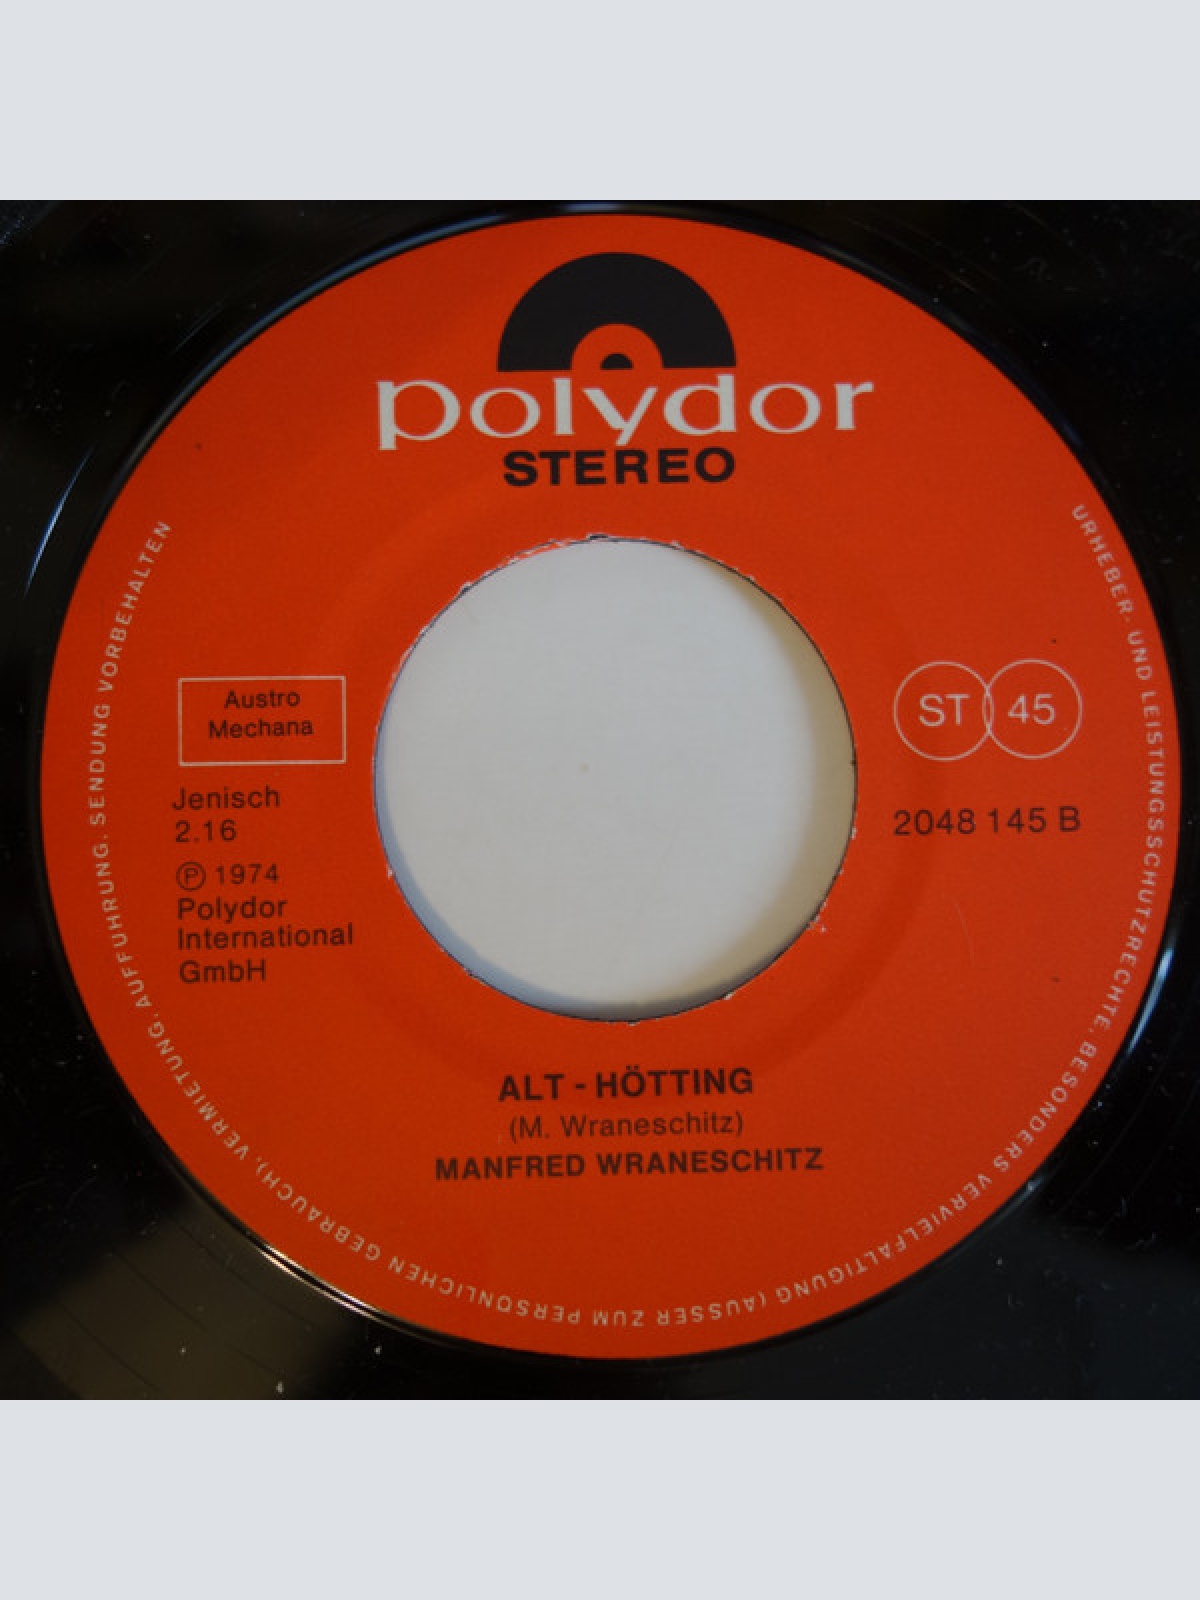 polydor
STEREO
Austro
Mechana
Jenisch
2.16
Ⓟ 1974
Polydor
International
GmbH
ST 45
2048 145 B
ALT - HÖTTING
(M. Wraneschitz)
MANFRED WRANESCHITZ
URHEBER- UND LEISTUNGSSCHUTZRECHTE, BESONDERS VERVIELFÄLTIGUNG (AUSSER ZUM PERSÖNLICHEN GEBRAUCH), VERMIETUNG, AUFFÜHRUNG, SENDUNG VORBEHALTEN